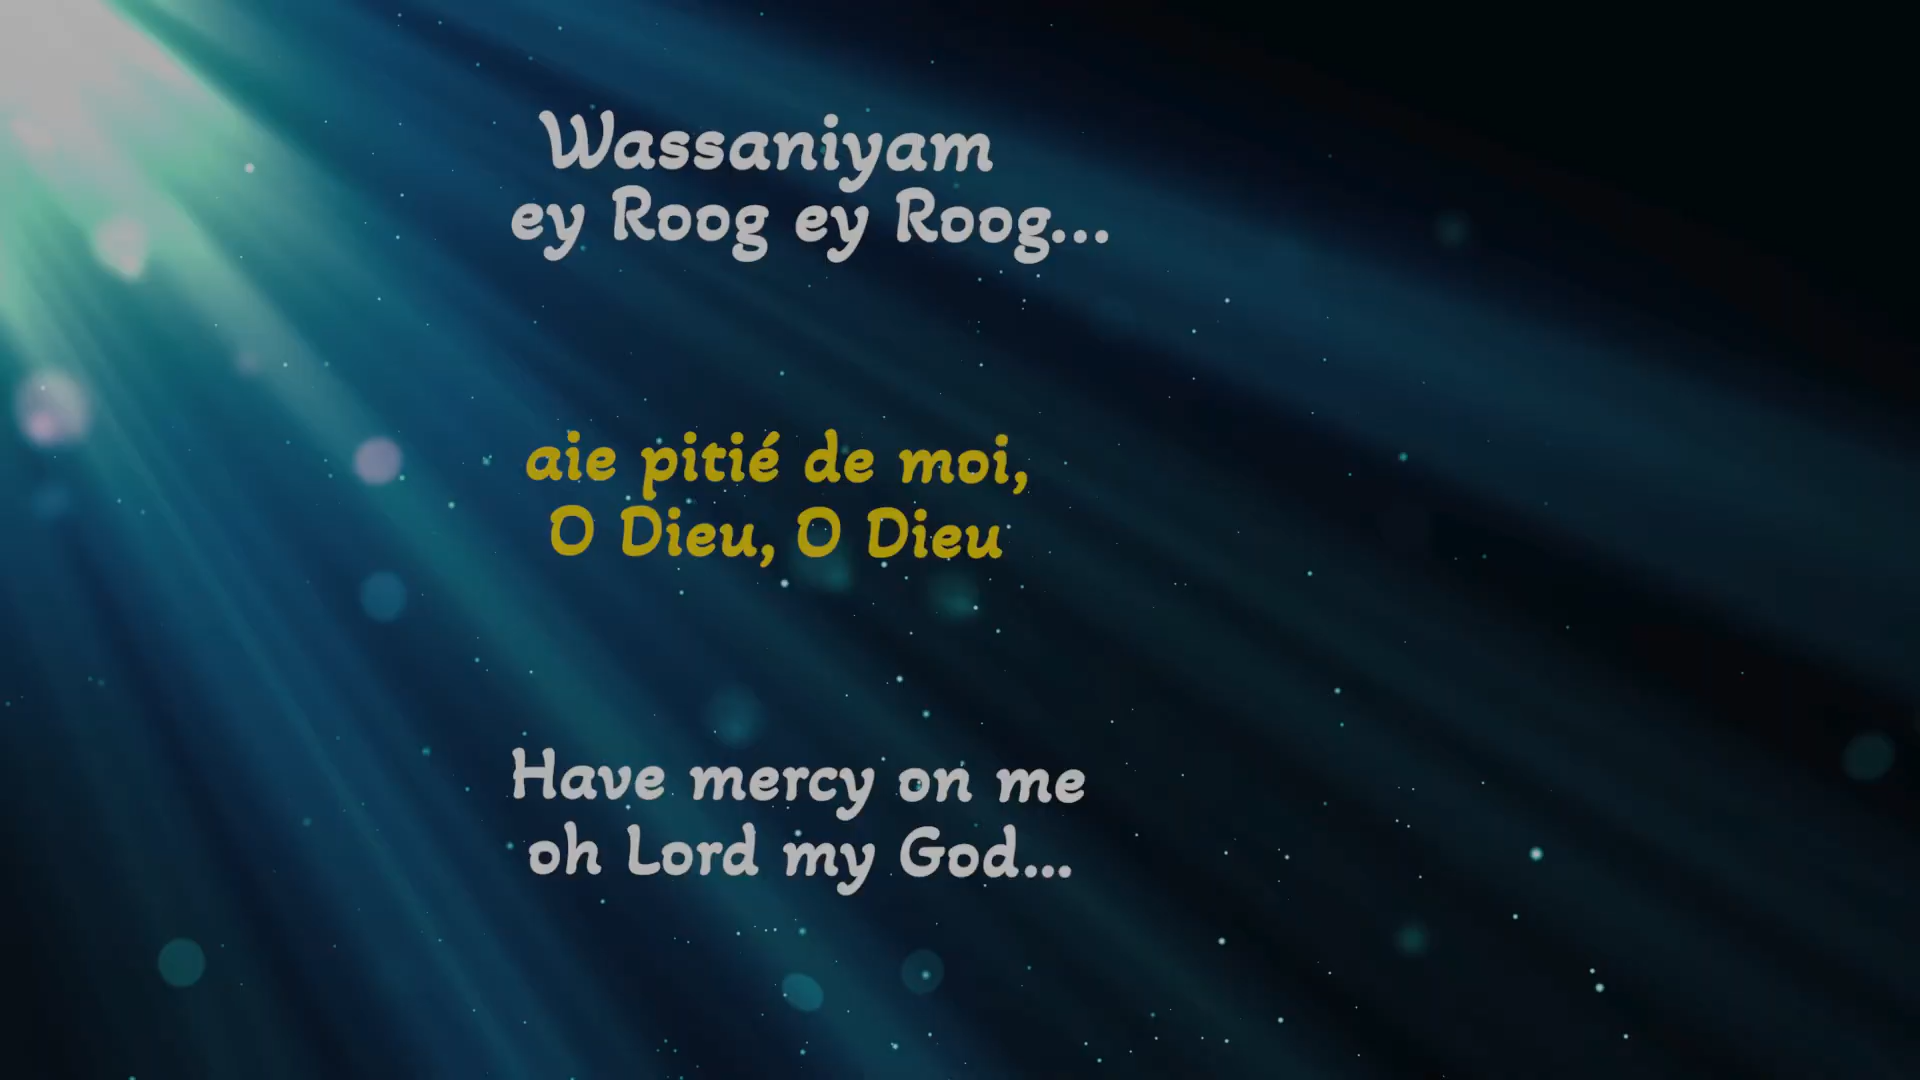 Wassaniyam
ey Roog ey Roog...
aie pitié de moi,
O Dieu, O Dieu
Have mercy on me
oh Lord my God...